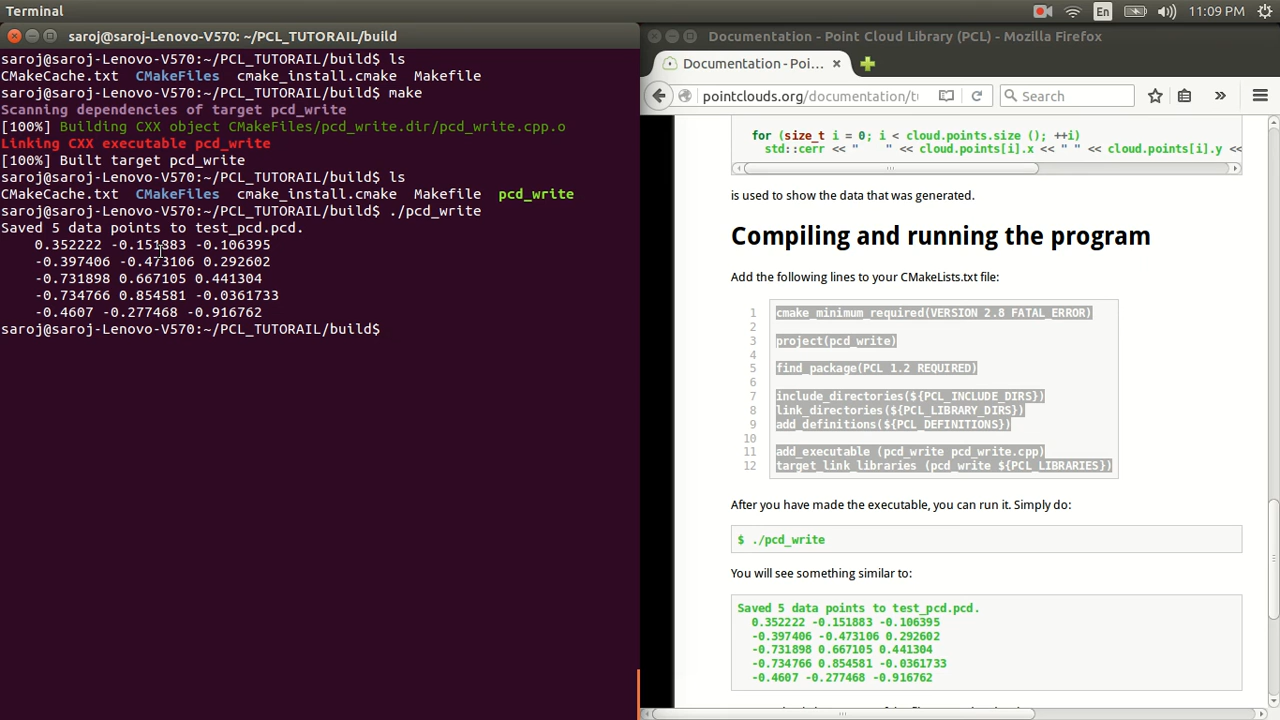 Terminal
En
11:09 PM
saroj@saroj-Lenovo-V570: ~/PCL_TUTORAIL/build
saroj@saroj-Lenovo-V570:~/PCL_TUTORAIL/build$ ls
CMakeCache.txt  CMakeFiles  cmake_install.cmake  Makefile
saroj@saroj-Lenovo-V570:~/PCL_TUTORAIL/build$ make
Scanning dependencies of target pcd_write
[100%] Building CXX object CMakeFiles/pcd_write.dir/pcd_write.cpp.o
Linking CXX executable pcd_write
[100%] Built target pcd_write
saroj@saroj-Lenovo-V570:~/PCL_TUTORAIL/build$ ls
CMakeCache.txt  CMakeFiles  cmake_install.cmake  Makefile  pcd_write
saroj@saroj-Lenovo-V570:~/PCL_TUTORAIL/build$ ./pcd_write
Saved 5 data points to test_pcd.pcd.
    0.352222 -0.151883 -0.106395
    -0.397406 -0.473106 0.292602
    -0.731898 0.667105 0.441304
    -0.734766 0.854581 -0.0361733
    -0.4607 -0.277468 -0.916762
saroj@saroj-Lenovo-V570:~/PCL_TUTORAIL/build$
Documentation - Point Cloud Library (PCL) - Mozilla Firefox
Documentation - Poi...
pointclouds.org/documentation/tu
Search
for (size_t i = 0; i < cloud.points.size (); ++i)
  std::cerr << "    " << cloud.points[i].x << " " << cloud.points[i].y <<
is used to show the data that was generated.
Compiling and running the program
Add the following lines to your CMakeLists.txt file:
1 cmake_minimum_required(VERSION 2.8 FATAL_ERROR)
2
3 project(pcd_write)
4
5 find_package(PCL 1.2 REQUIRED)
6
7 include_directories(${PCL_INCLUDE_DIRS})
8 link_directories(${PCL_LIBRARY_DIRS})
9 add_definitions(${PCL_DEFINITIONS})
10
11 add_executable (pcd_write pcd_write.cpp)
12 target_link_libraries (pcd_write ${PCL_LIBRARIES})
After you have made the executable, you can run it. Simply do:
$ ./pcd_write
You will see something similar to:
Saved 5 data points to test_pcd.pcd.
  0.352222 -0.151883 -0.106395
  -0.397406 -0.473106 0.292602
  -0.731898 0.667105 0.441304
  -0.734766 0.854581 -0.0361733
  -0.4607 -0.277468 -0.916762